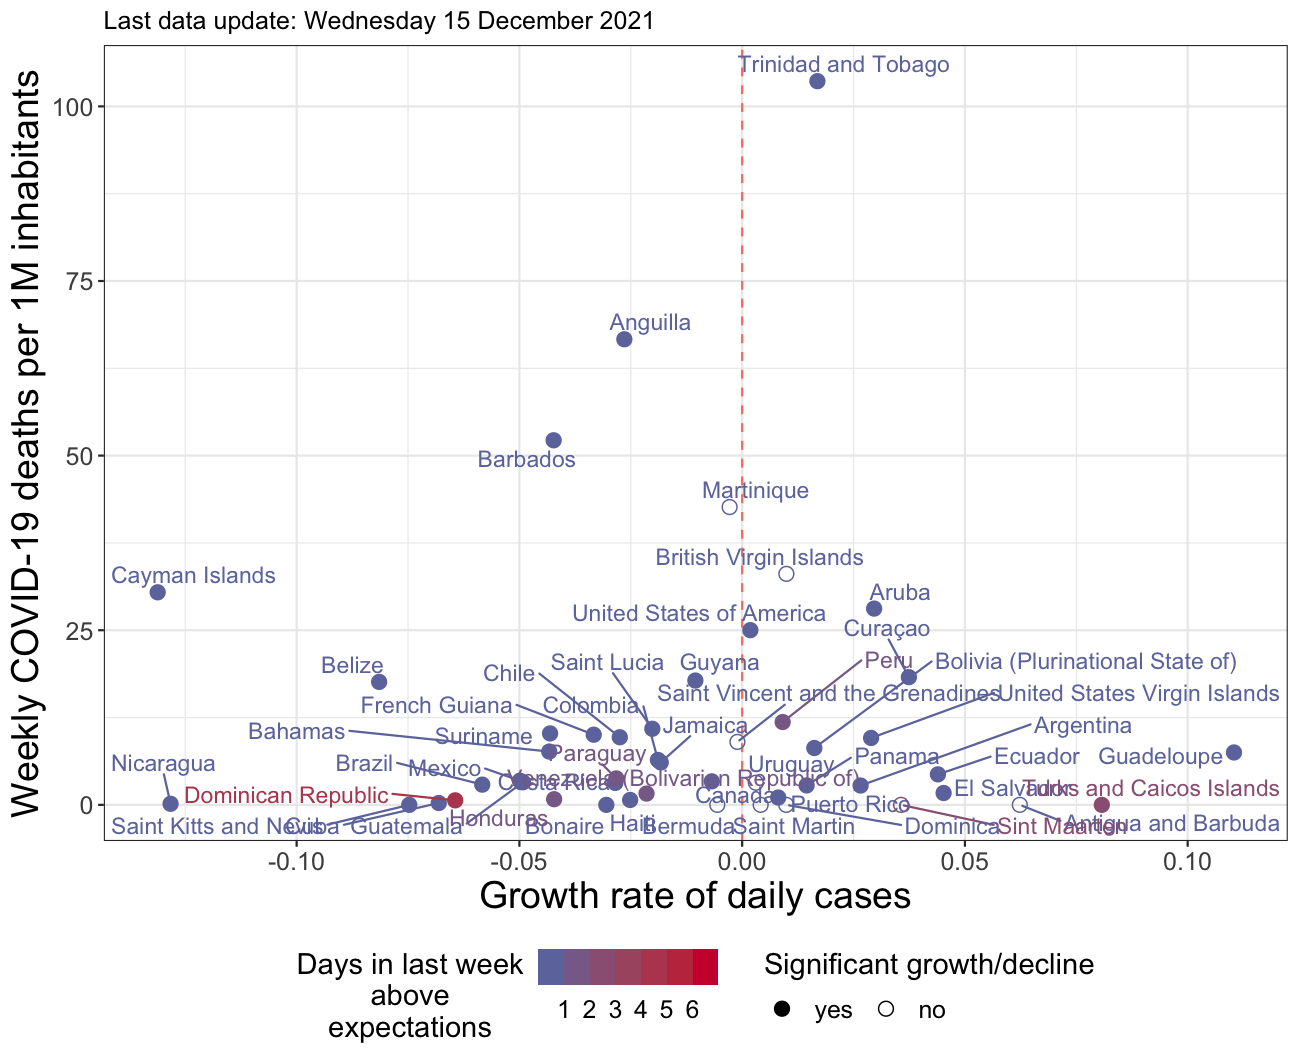 Last data update: Wednesday 15 December 2021
Weekly COVID-19 deaths per 1M inhabitants
100
75
50
25
0
Trinidad and Tobago
Anguilla
Barbados
Martinique
British Virgin Islands
Cayman Islands
Aruba
United States of America
Curaçao
Belize
Chile
Saint Lucia
Guyana
Peru
Bolivia (Plurinational State of)
French Guiana
Colombia
Saint Vincent and the Grenadines
United States Virgin Islands
Bahamas
Suriname
Jamaica
Argentina
Nicaragua
Brazil
Mexico
Paraguay
Uruguay
Panama
Ecuador
Guadeloupe
Venezuela (Bolivarian Republic of)
Costa Rica
Dominican Republic
Canada
Puerto Rico
El Salvador
Turks and Caicos Islands
Saint Kitts and Nevis
Cuba
Guatemala
Honduras
Bonaire
Haiti
Bermuda
Saint Martin
Dominica
Sint Maarten
Antigua and Barbuda
-0.10
-0.05
0.00
0.05
0.10
Growth rate of daily cases
Days in last week
above
expectations
1 2 3 4 5 6
Significant growth/decline
yes
no